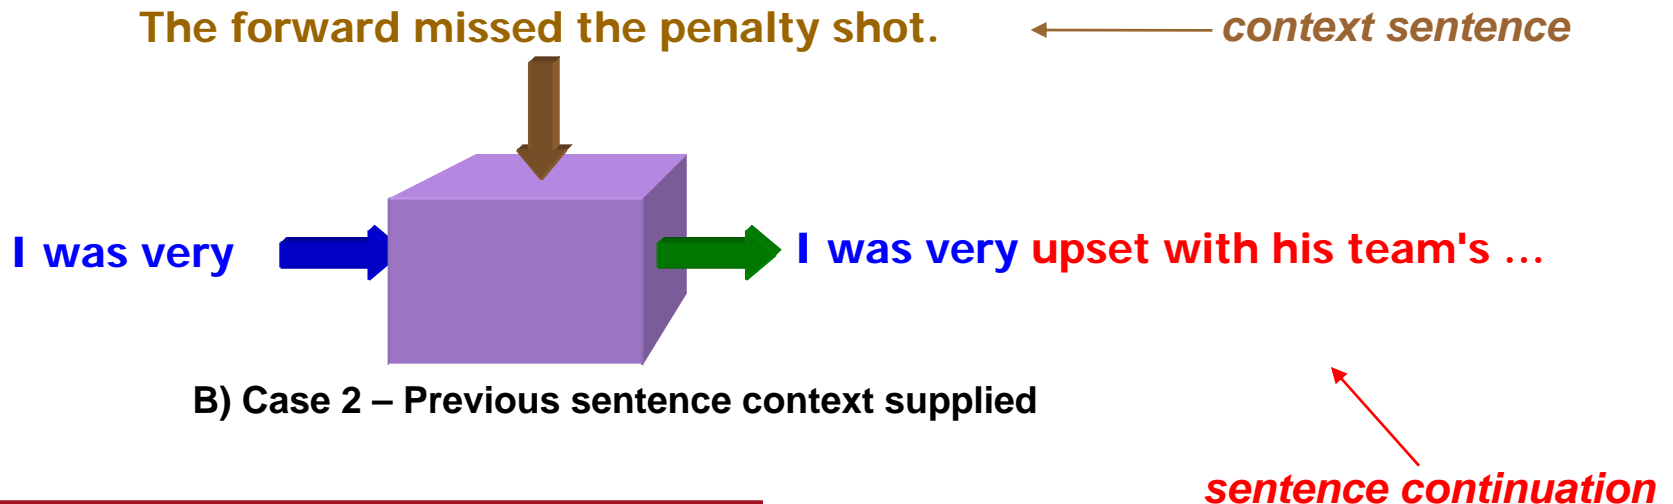 The forward missed the penalty shot. context sentence
I was very I was very upset with his team's ...
B) Case 2 – Previous sentence context supplied
sentence continuation